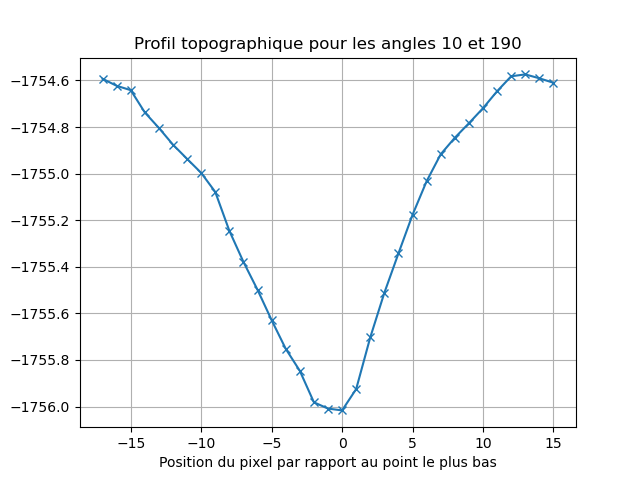 Profil topographique pour les angles 10 et 190
−1754.6
−1754.8
−1755.0
−1755.2
−1755.4
−1755.6
−1755.8
−1756.0
−15 −10 −5 0 5 10 15
Position du pixel par rapport au point le plus bas